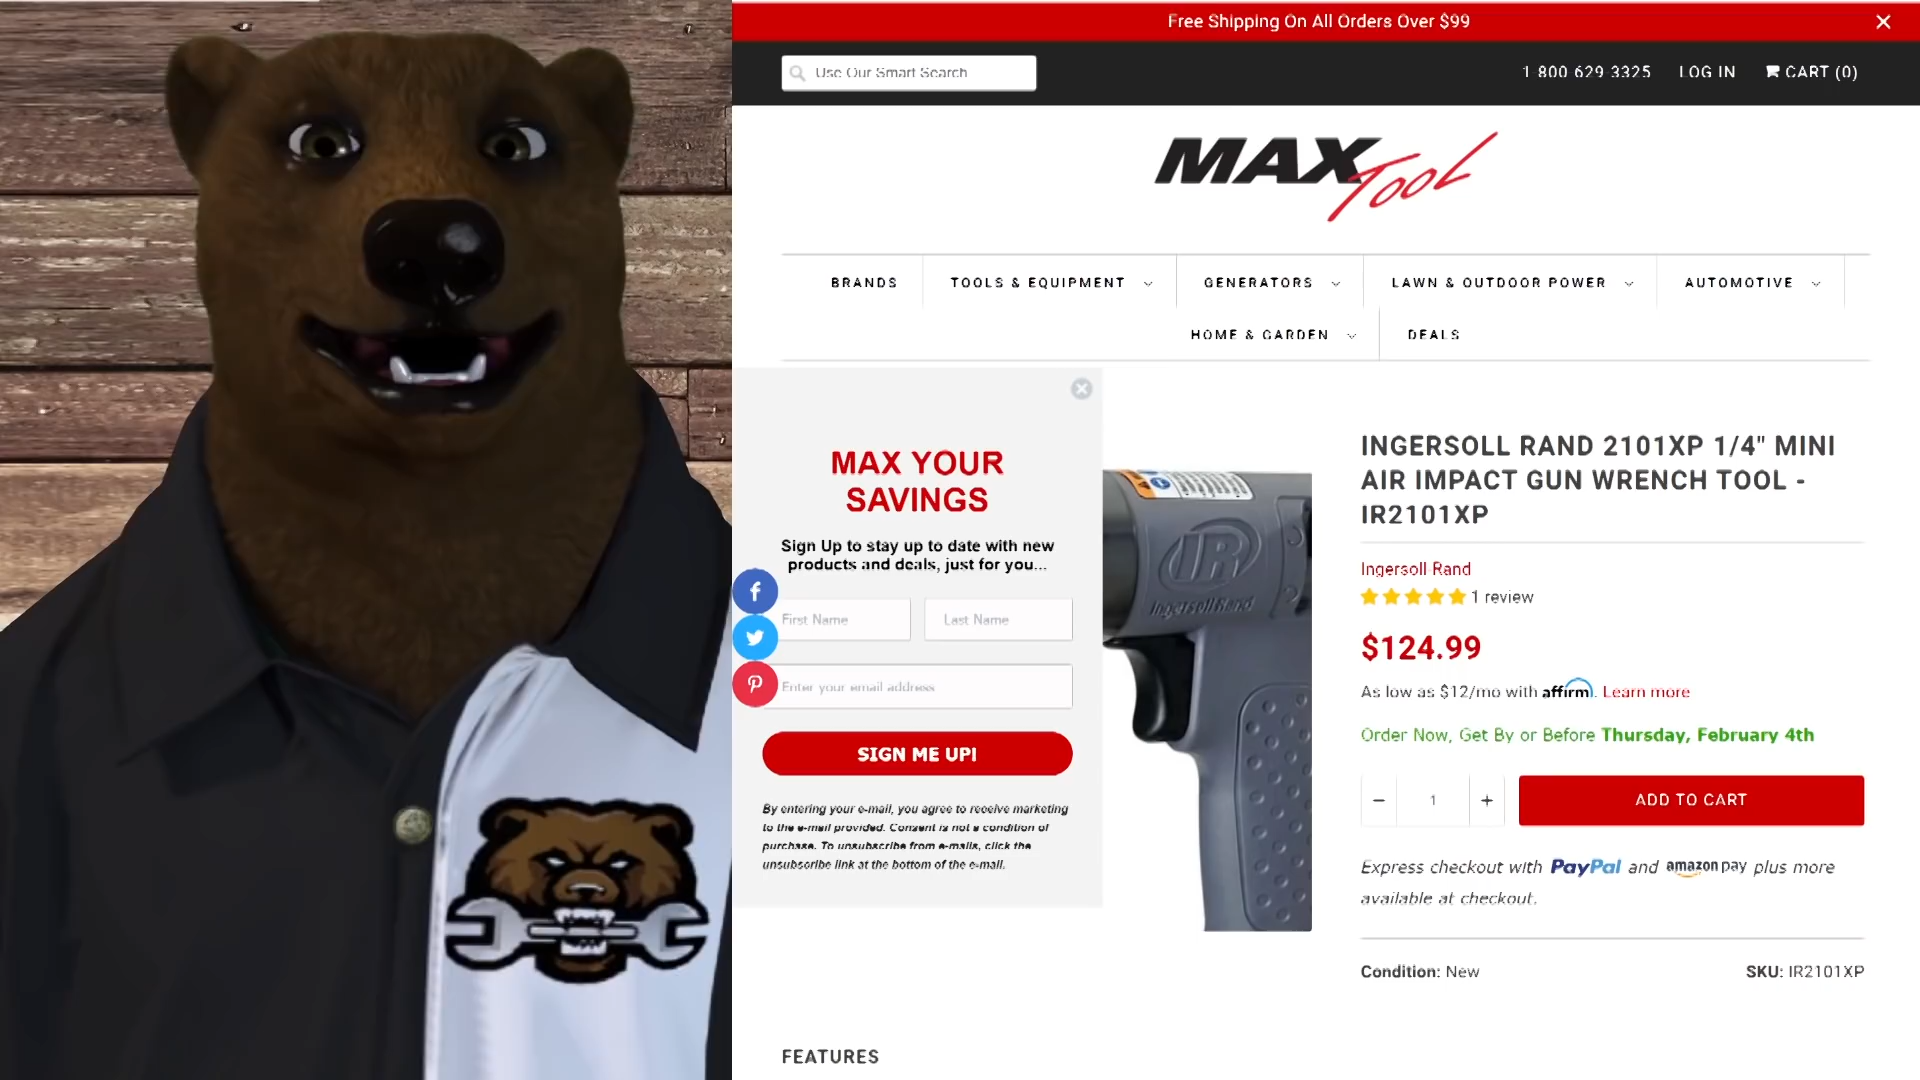 Free Shipping On All Orders Over $99
Use Our Smart Search
1 800 629-3325
LOG IN
CART (0)
MAX TOOL
BRANDS
TOOLS & EQUIPMENT
GENERATORS
LAWN & OUTDOOR POWER
AUTOMOTIVE
HOME & GARDEN
DEALS
MAX YOUR
SAVINGS
Sign Up to stay up to date with new
products and deals, just for you...
First Name
Last Name
Enter your email address
SIGN ME UP!
By entering your e-mail, you agree to receive marketing
to the e-mail provided. Consent is not a condition of
purchase. To unsubscribe from e-mails, click the
unsubscribe link at the bottom of the e-mail.
IR
Ingersoll Rand
INGERSOLL RAND 2101XP 1/4" MINI
AIR IMPACT GUN WRENCH TOOL -
IR2101XP
Ingersoll Rand
1 review
$124.99
As low as $12/mo with affirm. Learn more
Order Now, Get By or Before Thursday, February 4th
− 1 +
ADD TO CART
Express checkout with PayPal and amazon pay plus more
available at checkout.
Condition: New
SKU: IR2101XP
FEATURES